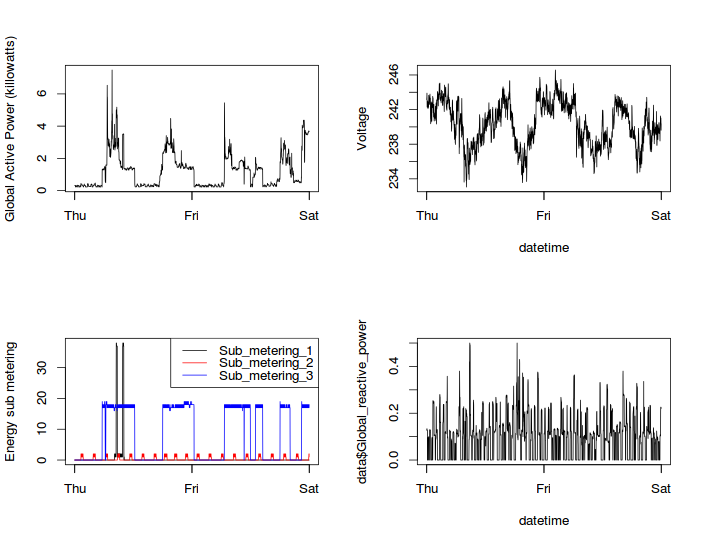 Global Active Power (killowatts)
0 2 4 6
Thu Fri Sat
Voltage
234 238 242 246
Thu Fri Sat
datetime
Energy sub metering
0 10 20 30
Sub_metering_1
Sub_metering_2
Sub_metering_3
Thu Fri Sat
data$Global_reactive_power
0.0 0.2 0.4
Thu Fri Sat
datetime